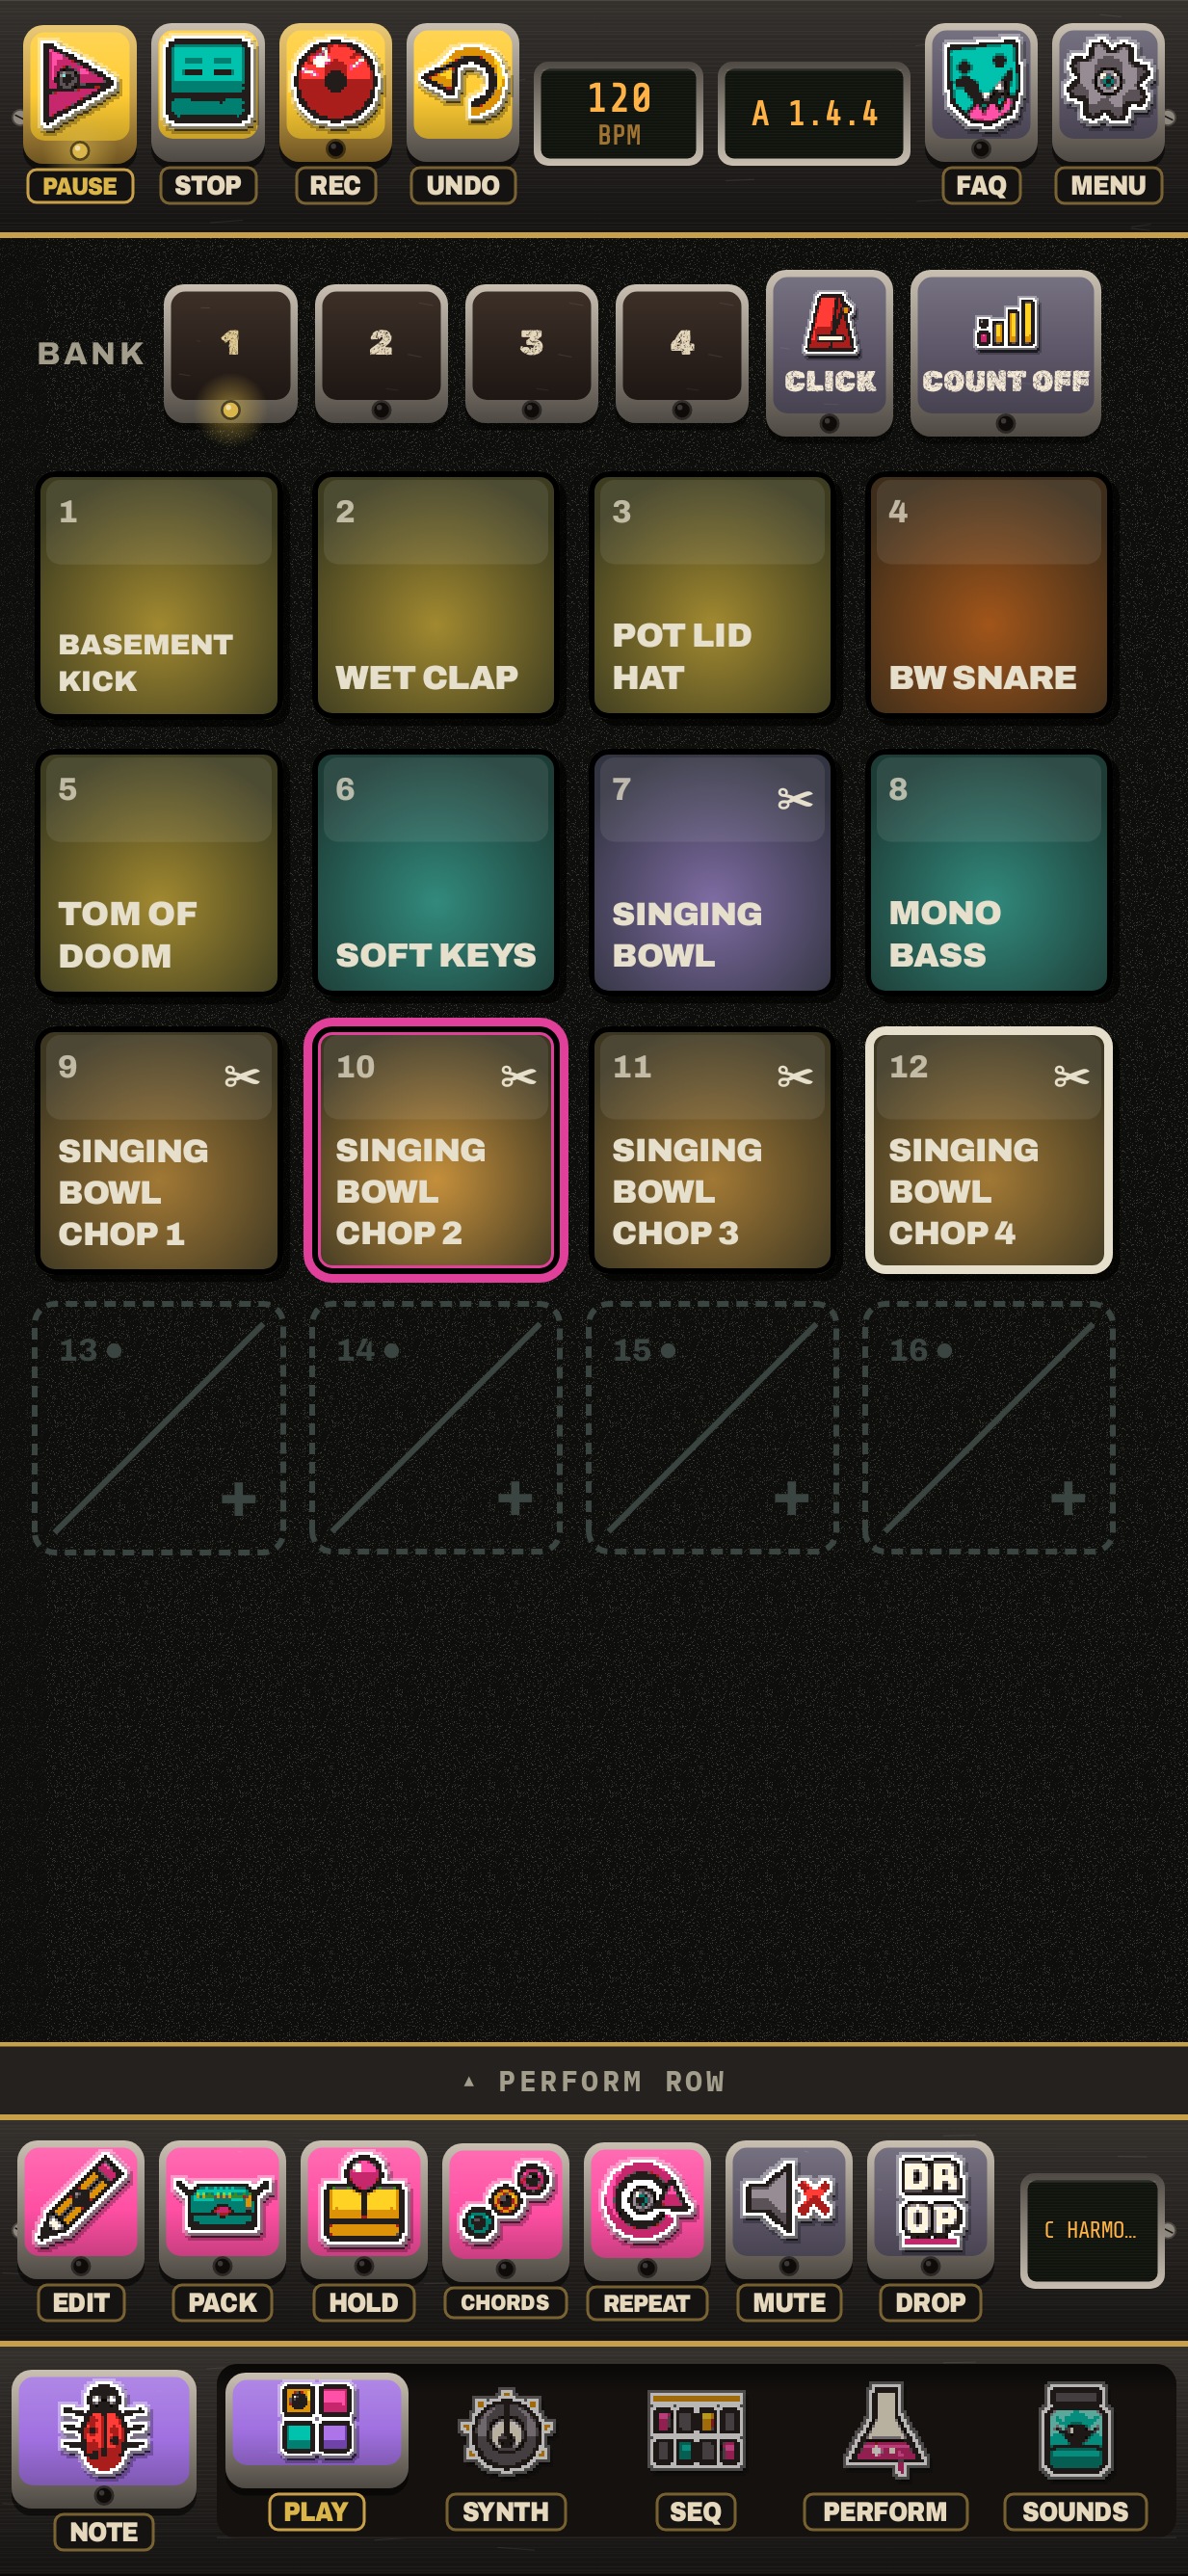 PAUSE
STOP
REC
UNDO
120
BPM
A 1.4.4
FAQ
MENU
BANK
1
2
3
4
CLICK
COUNT OFF
1
BASEMENT
KICK
2
WET CLAP
3
POT LID
HAT
4
BW SNARE
5
TOM OF
DOOM
6
SOFT KEYS
7
SINGING
BOWL
8
MONO
BASS
9
SINGING
BOWL
CHOP 1
10
SINGING
BOWL
CHOP 2
11
SINGING
BOWL
CHOP 3
12
SINGING
BOWL
CHOP 4
13
14
15
16
▲ PERFORM ROW
EDIT
PACK
HOLD
CHORDS
REPEAT
MUTE
DR
OP
DROP
C HARMO…
NOTE
PLAY
SYNTH
SEQ
PERFORM
SOUNDS